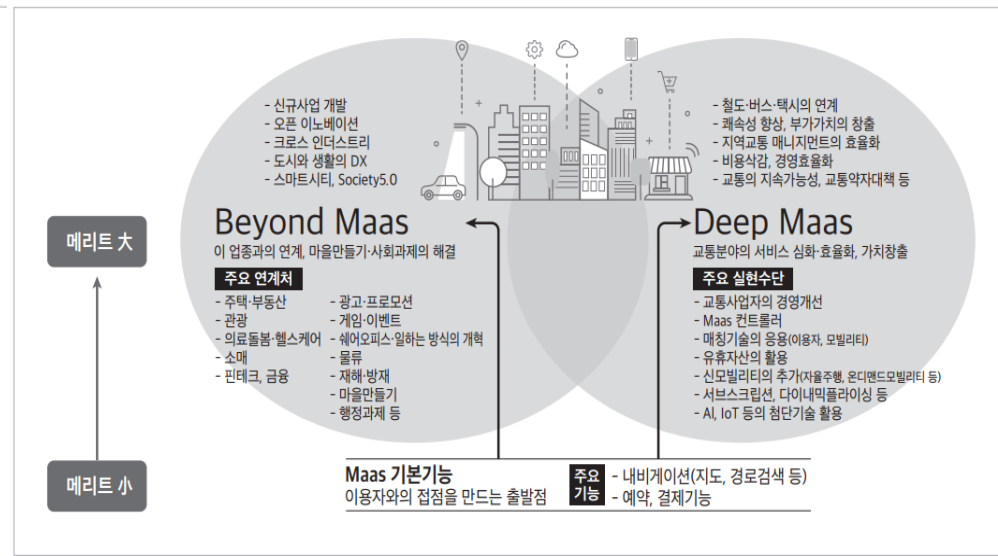 - 신규사업 개발
- 오픈 이노베이션
- 크로스 인더스트리
- 도시와 생활의 DX
- 스마트시티, Society5.0
- 철도·버스·택시의 연계
- 쾌속성 향상, 부가가치의 창출
- 지역교통 매니지먼트의 효율화
- 비용삭감, 경영효율화
- 교통의 지속가능성, 교통약자대책 등
메리트 大
Beyond Maas
이 업종과의 연계, 마을만들기·사회과제의 해결
주요 연계처
- 주택·부동산
- 관광
- 의료돌봄·헬스케어
- 소매
- 핀테크, 금융
- 광고·프로모션
- 게임·이벤트
- 쉐어오피스·일하는 방식의 개혁
- 물류
- 재해·방재
- 마을만들기
- 행정과제 등
Deep Maas
교통분야의 서비스 심화·효율화, 가치창출
주요 실현수단
- 교통사업자의 경영개선
- Maas 컨트롤러
- 매칭기술의 응용(이용자, 모빌리티)
- 유휴자산의 활용
- 신모빌리티의 추가(자율주행, 온디맨드모빌리티 등)
- 서브스크립션, 다이내믹플라이싱 등
- AI, IoT 등의 첨단기술 활용
메리트 小
Maas 기본기능
이용자와의 접점을 만드는 출발점
주요
기능
- 내비게이션(지도, 경로검색 등)
- 예약, 결제기능